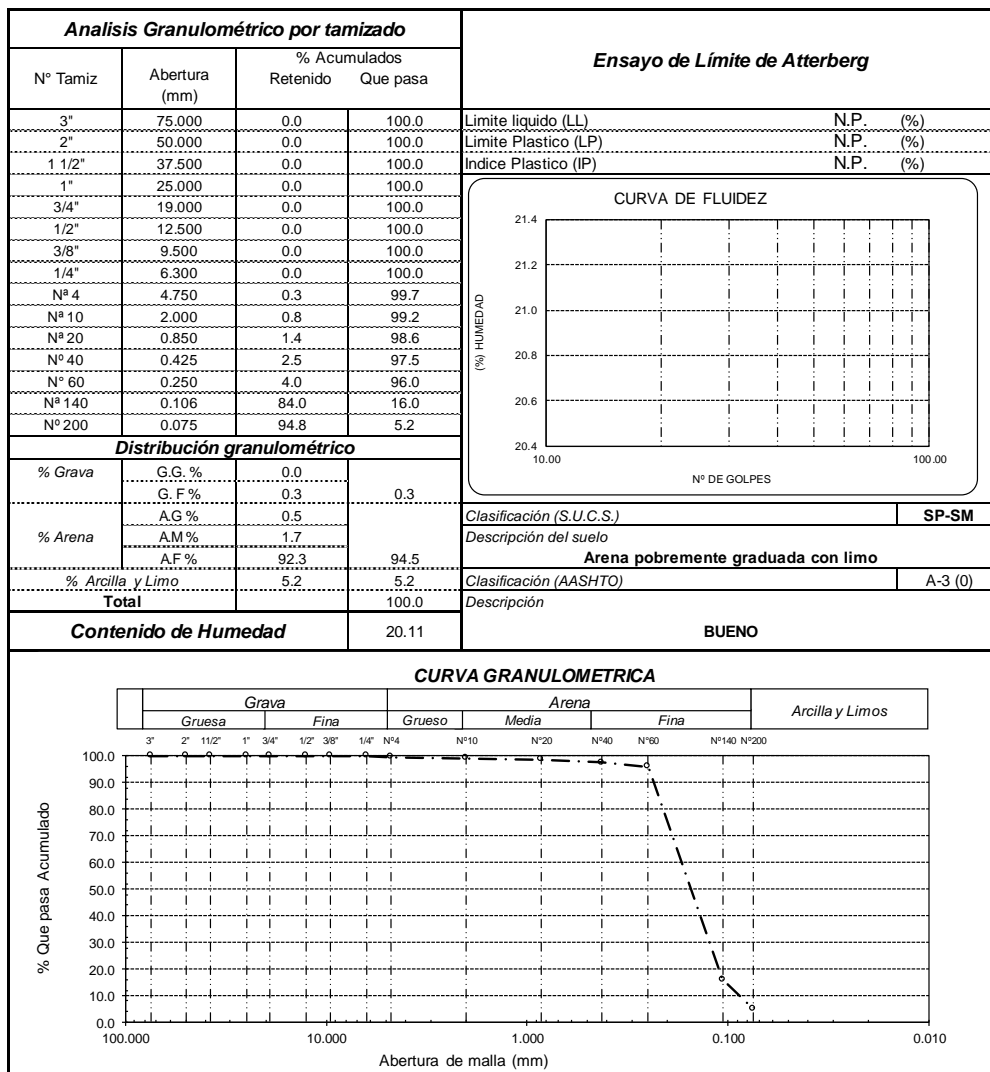 Analisis Granulométrico por tamizado
N° Tamiz Abertura (mm) % Acumulados Retenido Que pasa
3" 75.000 0.0 100.0
2" 50.000 0.0 100.0
1 1/2" 37.500 0.0 100.0
1" 25.000 0.0 100.0
3/4" 19.000 0.0 100.0
1/2" 12.500 0.0 100.0
3/8" 9.500 0.0 100.0
1/4" 6.300 0.0 100.0
Nª 4 4.750 0.3 99.7
Nª 10 2.000 0.8 99.2
Nª 20 0.850 1.4 98.6
Nº 40 0.425 2.5 97.5
N° 60 0.250 4.0 96.0
Nª 140 0.106 84.0 16.0
Nº 200 0.075 94.8 5.2
Distribución granulométrico
% Grava G.G. % 0.0
G. F % 0.3 0.3
A.G % 0.5
% Arena A.M % 1.7
A.F % 92.3 94.5
% Arcilla y Limo 5.2 5.2
Total 100.0
Contenido de Humedad 20.11
Ensayo de Límite de Atterberg
Limite liquido (LL) N.P. (%)
Limite Plastico (LP) N.P. (%)
Indice Plastico (IP) N.P. (%)
CURVA DE FLUIDEZ
(%) HUMEDAD
21.4
21.2
21.0
20.8
20.6
20.4
10.00 100.00
Nº DE GOLPES
Clasificación (S.U.C.S.) SP-SM
Descripción del suelo
Arena pobremente graduada con limo
Clasificación (AASHTO) A-3 (0)
Descripción
BUENO
CURVA GRANULOMETRICA
Grava Arena Arcilla y Limos
Gruesa Fina Grueso Media Fina
3" 2" 11/2" 1" 3/4" 1/2" 3/8" 1/4" Nº4 Nº10 Nº20 Nº40 Nº60 Nº140 Nº200
% Que pasa Acumulado
100.0
90.0
80.0
70.0
60.0
50.0
40.0
30.0
20.0
10.0
0.0
100.000 10.000 1.000 0.100 0.010
Abertura de malla (mm)